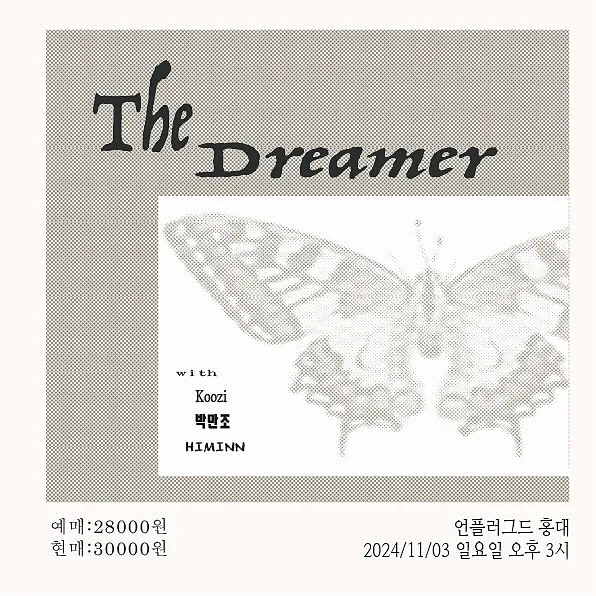 The
Dreamer
with
Koozi
박만조
HIMINN
예매:28000원
현매:30000원
언플러그드 홍대
2024/11/03 일요일 오후 3시